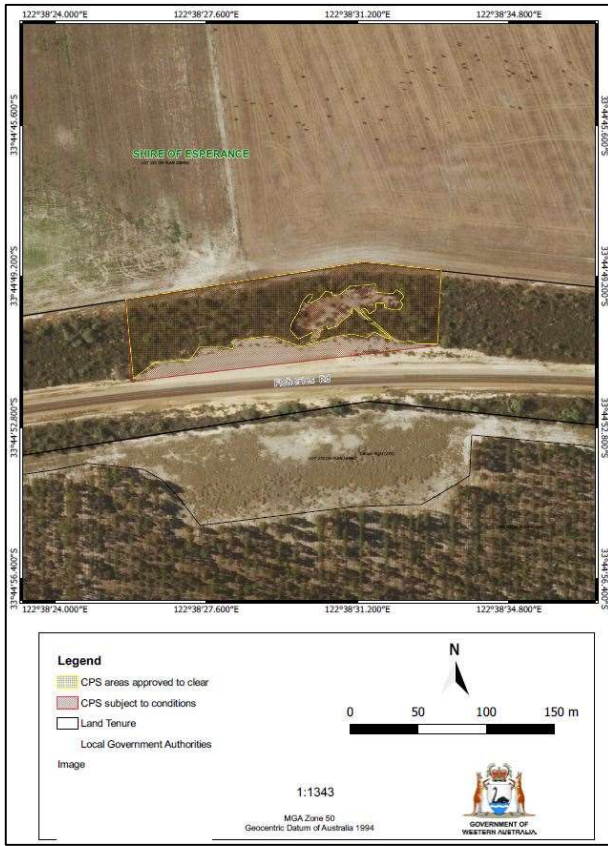 122°38'24.000"E 122°38'27.600"E 122°38'31.200"E 122°38'34.800"E
33°44'45.600"S 33°44'45.600"S
SHIRE OF ESPERANCE
33°44'49.200"S 33°44'49.200"S
Fisheries Rd
33°44'52.800"S 33°44'52.800"S
33°44'56.400"S 33°44'56.400"S
122°38'24.000"E 122°38'27.600"E 122°38'31.200"E 122°38'34.800"E
Legend
CPS areas approved to clear
CPS subject to conditions
Land Tenure
Local Government Authorities
Image
N
0 50 100 150 m
1:1343
MGA Zone 50
Geocentric Datum of Australia 1994
GOVERNMENT OF
WESTERN AUSTRALIA